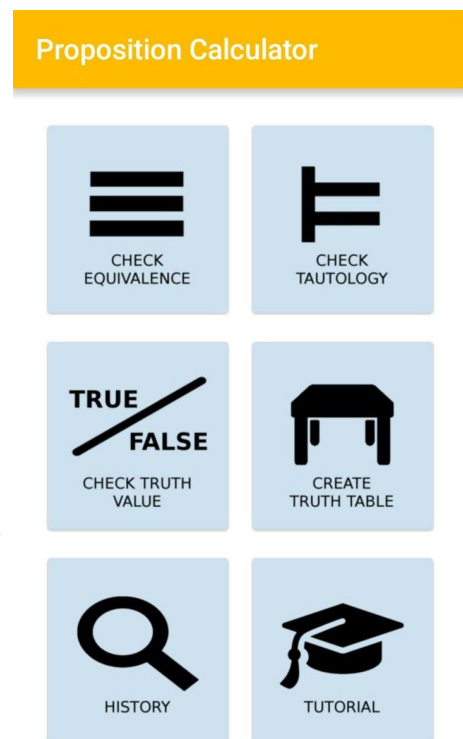 Proposition Calculator
CHECK
EQUIVALENCE
CHECK
TAUTOLOGY
TRUE
FALSE
CHECK TRUTH
VALUE
CREATE
TRUTH TABLE
HISTORY
TUTORIAL